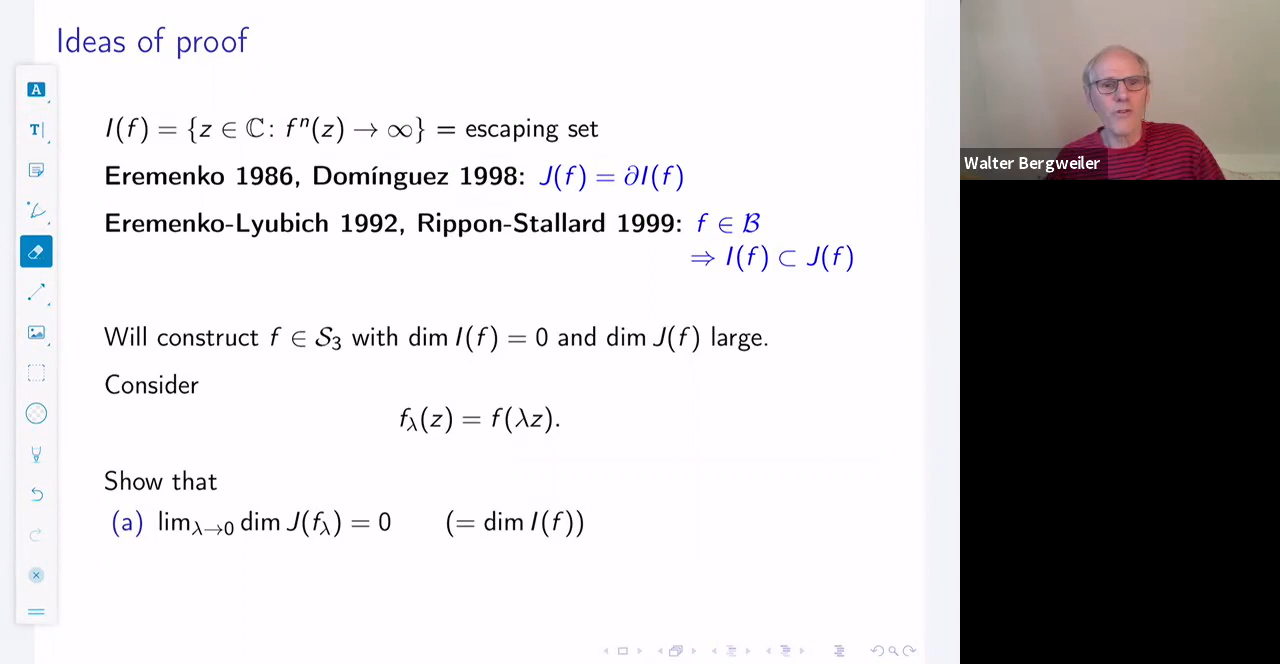 Ideas of proof
I(f) = {z ∈ ℂ: fⁿ(z) → ∞} = escaping set
Eremenko 1986, Domínguez 1998: J(f) = ∂I(f)
Eremenko-Lyubich 1992, Rippon-Stallard 1999: f ∈ ℬ
⇒ I(f) ⊂ J(f)
Will construct f ∈ 𝒮₃ with dim I(f) = 0 and dim J(f) large.
Consider
f_λ(z) = f(λz).
Show that
(a) lim_{λ→0} dim J(f_λ) = 0 (= dim I(f))
Walter Bergweiler
A
T|